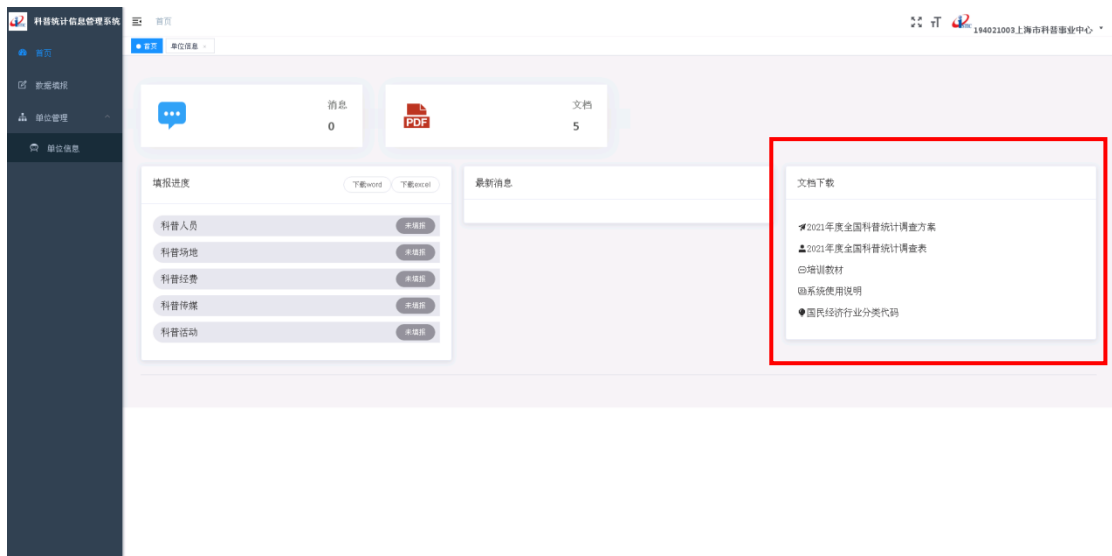 科普统计信息管理系统
首页
194021003上海市科普事业中心
首页
首页 单位信息
数据填报
单位管理
单位信息
消息
0
PDF
文档
5
填报进度
下载word 下载excel
科普人员 未填报
科普场地 未填报
科普经费 未填报
科普传媒 未填报
科普活动 未填报
最新消息
文档下载
2021年度全国科普统计调查方案
2021年度全国科普统计调查表
培训教材
系统使用说明
国民经济行业分类代码